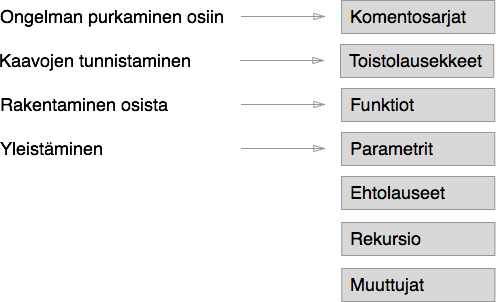 Ongelman purkaminen osiin
Komentosarjat
Kaavojen tunnistaminen
Toistolausekkeet
Rakentaminen osista
Funktiot
Yleistäminen
Parametrit
Ehtolauseet
Rekursio
Muuttujat